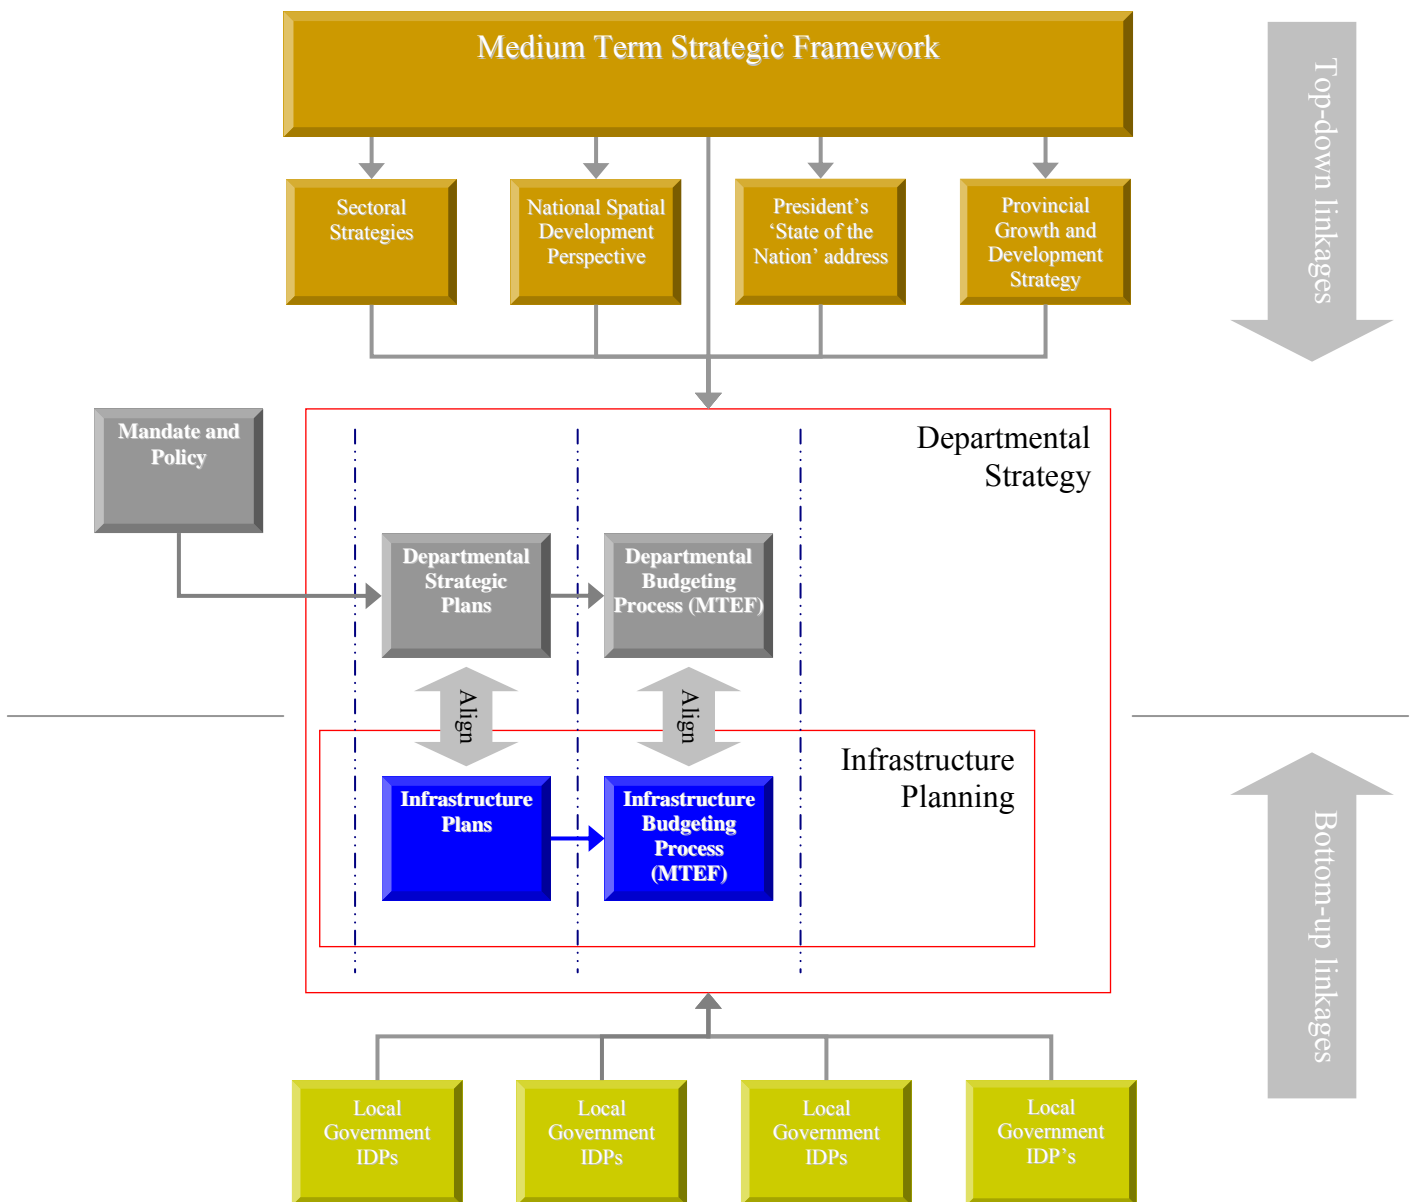 Medium Term Strategic Framework
Top-down linkages
Sectoral
Strategies
National Spatial
Development
Perspective
President’s
‘State of the
Nation’ address
Provincial
Growth and
Development
Strategy
Mandate and
Policy
Departmental
Strategy
Departmental
Strategic
Plans
Departmental
Budgeting
Process (MTEF)
Align
Align
Infrastructure
Planning
Infrastructure
Plans
Infrastructure
Budgeting
Process
(MTEF)
Bottom-up linkages
Local
Government
IDPs
Local
Government
IDPs
Local
Government
IDPs
Local
Government
IDP’s